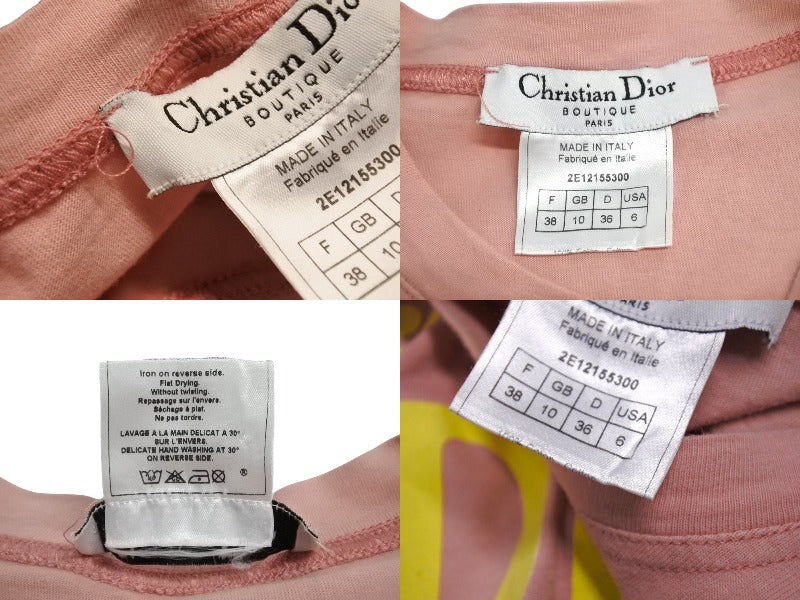 Christian Dior
BOUTIQUE
PARIS
MADE IN ITALY
Fabriqué en Italie
2E12155300
F GB D
38 10
Christian Dior
BOUTIQUE
PARIS
MADE IN ITALY
Fabriqué en Italie
2E12155300
F GB D USA
38 10 36 6
Iron on reverse side.
Flat Drying.
Without twisting.
Repassage sur l'envers.
Séchage à plat.
Ne pas tordre.
LAVAGE A LA MAIN DELICAT A 30°
SUR L'ENVERS.
DELICATE HAND WASHING AT 30°
ON REVERSE SIDE.
®
PARIS
MADE IN ITALY
Fabriqué en Italie
2E12155300
F GB D USA
38 10 36 6